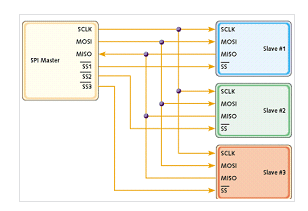 SPI Master
SCLK
MOSI
MISO
SS1
SS2
SS3
SCLK
MOSI
MISO
SS
Slave #1
SCLK
MOSI
MISO
SS
Slave #2
SCLK
MOSI
MISO
SS
Slave #3